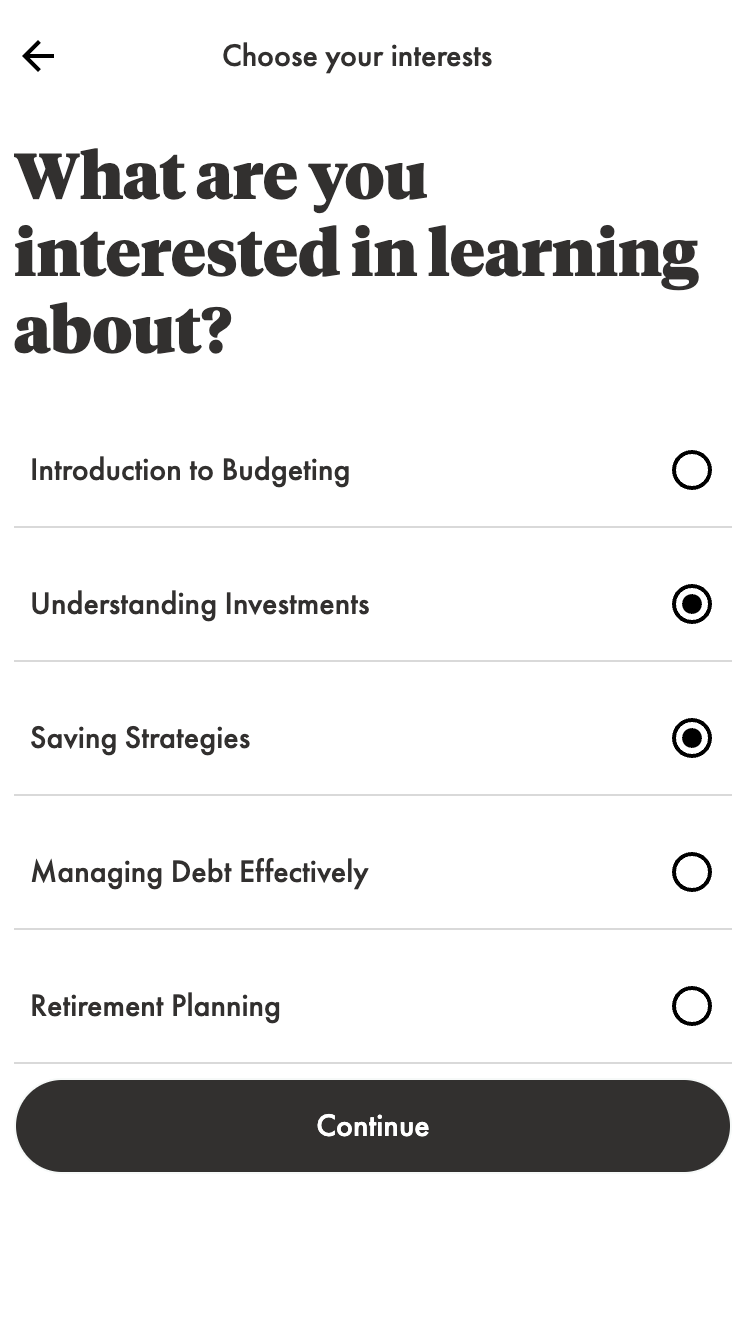 Choose your interests
What are you
interested in learning
about?
Introduction to Budgeting
Understanding Investments
Saving Strategies
Managing Debt Effectively
Retirement Planning
Continue